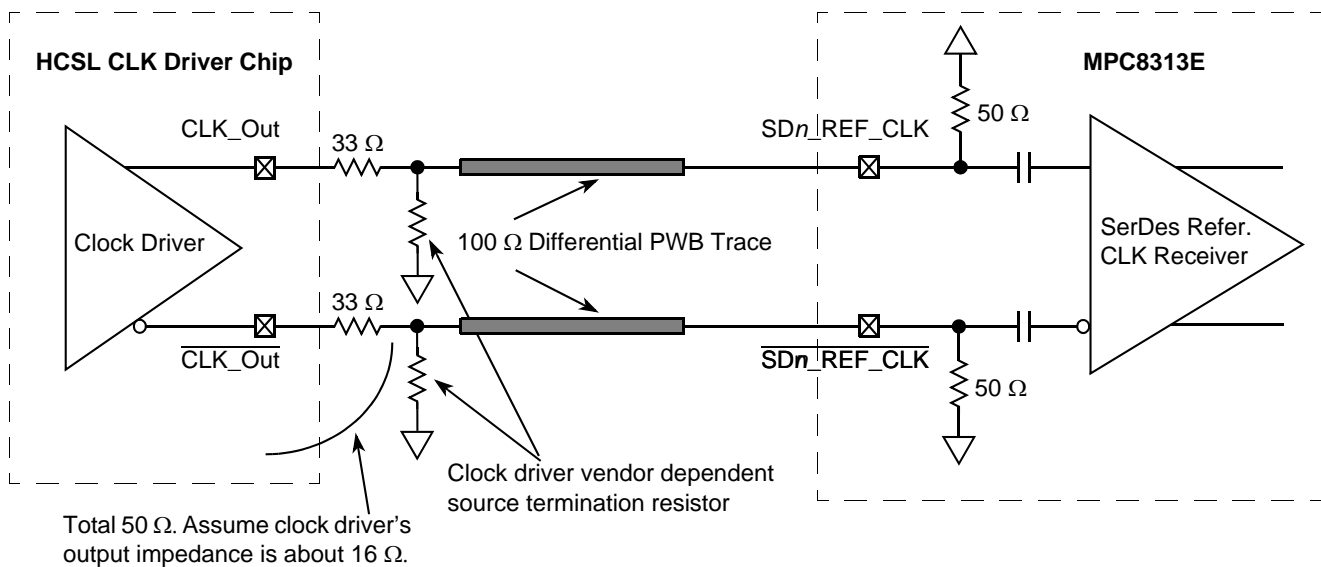 HCSL CLK Driver Chip
MPC8313E
CLK_Out
33 Ω
SDn_REF_CLK
50 Ω
Clock Driver
100 Ω Differential PWB Trace
SerDes Refer.
CLK Receiver
33 Ω
CLK_Out
SDn_REF_CLK
50 Ω
Clock driver vendor dependent
source termination resistor
Total 50 Ω. Assume clock driver's
output impedance is about 16 Ω.